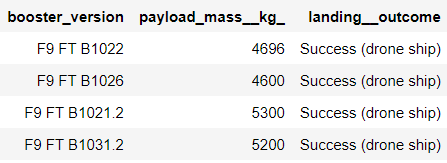 booster_version payload_mass__kg_ landing__outcome
F9 FT B1022 4696 Success (drone ship)
F9 FT B1026 4600 Success (drone ship)
F9 FT B1021.2 5300 Success (drone ship)
F9 FT B1031.2 5200 Success (drone ship)